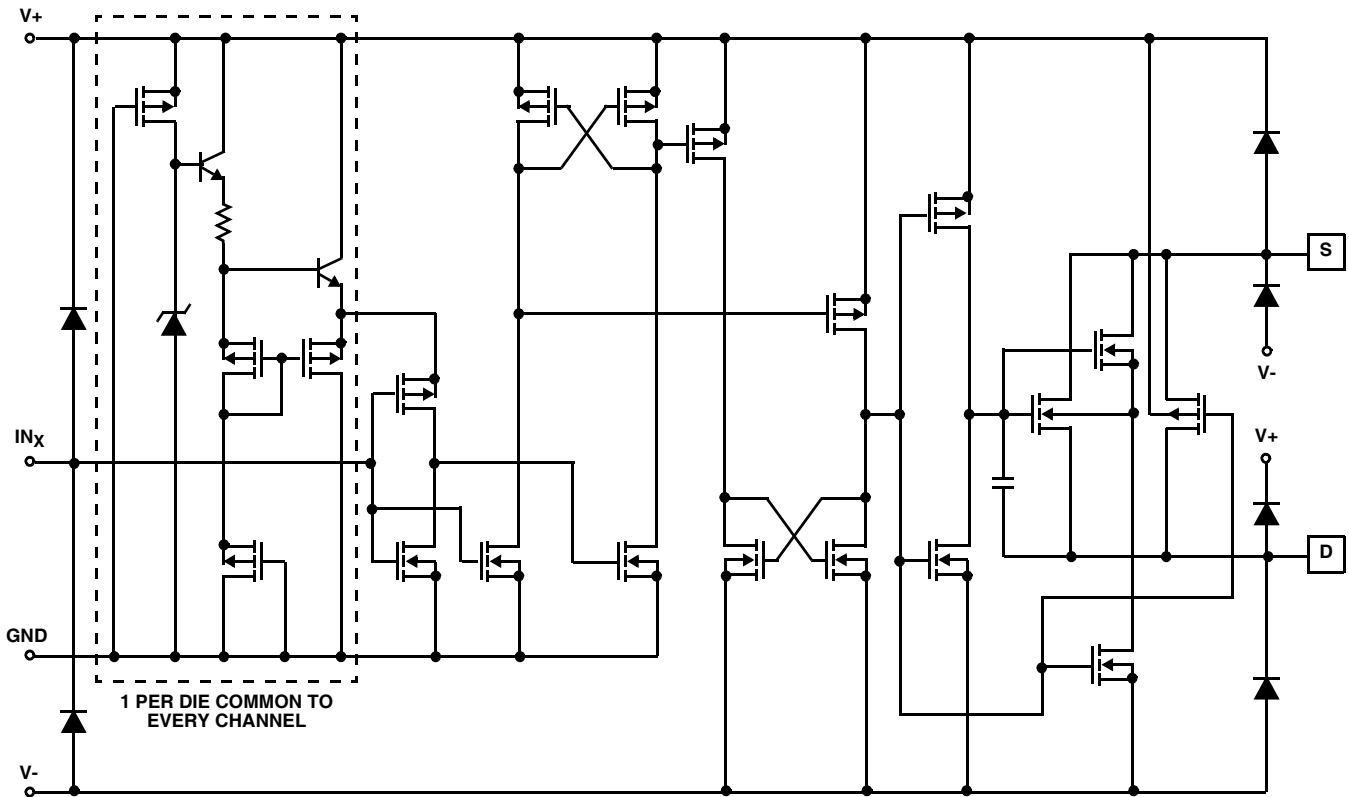 V+
S
V-
V+
INX
D
GND
1 PER DIE COMMON TO
EVERY CHANNEL
V-